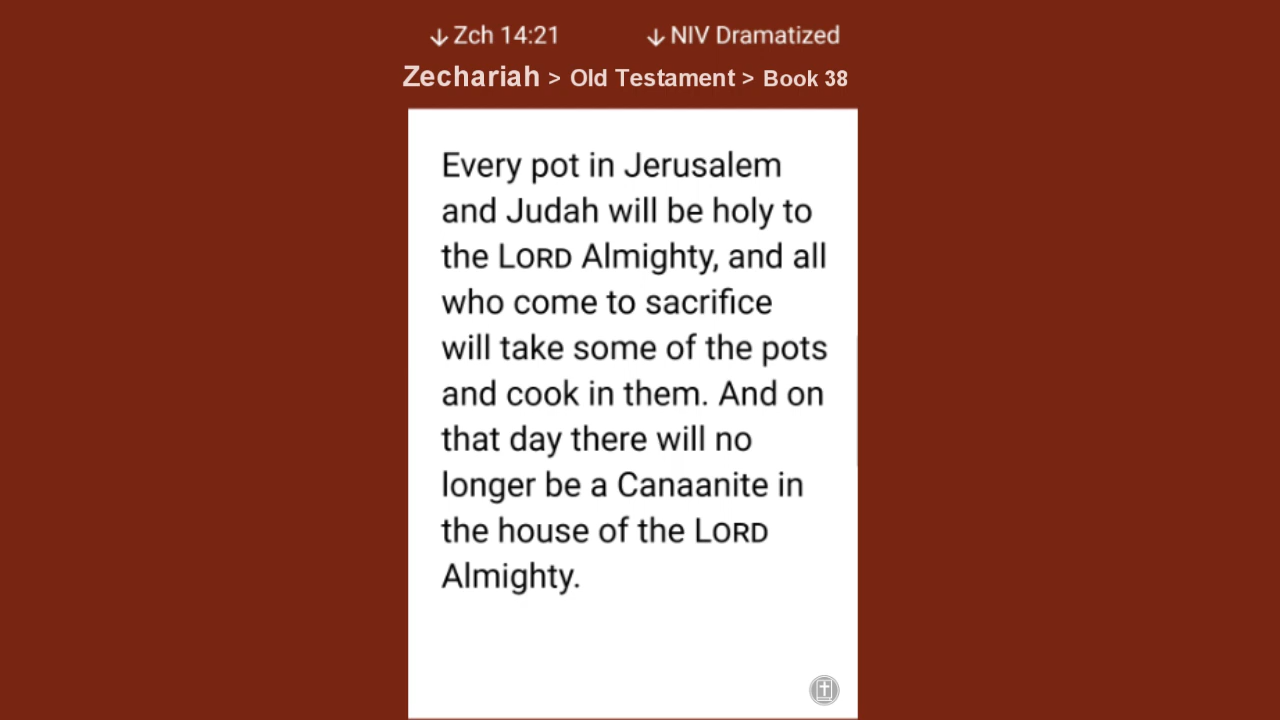 ↓ Zch 14:21 ↓ NIV Dramatized
Zechariah > Old Testament > Book 38
Every pot in Jerusalem
and Judah will be holy to
the LORD Almighty, and all
who come to sacrifice
will take some of the pots
and cook in them. And on
that day there will no
longer be a Canaanite in
the house of the LORD
Almighty.